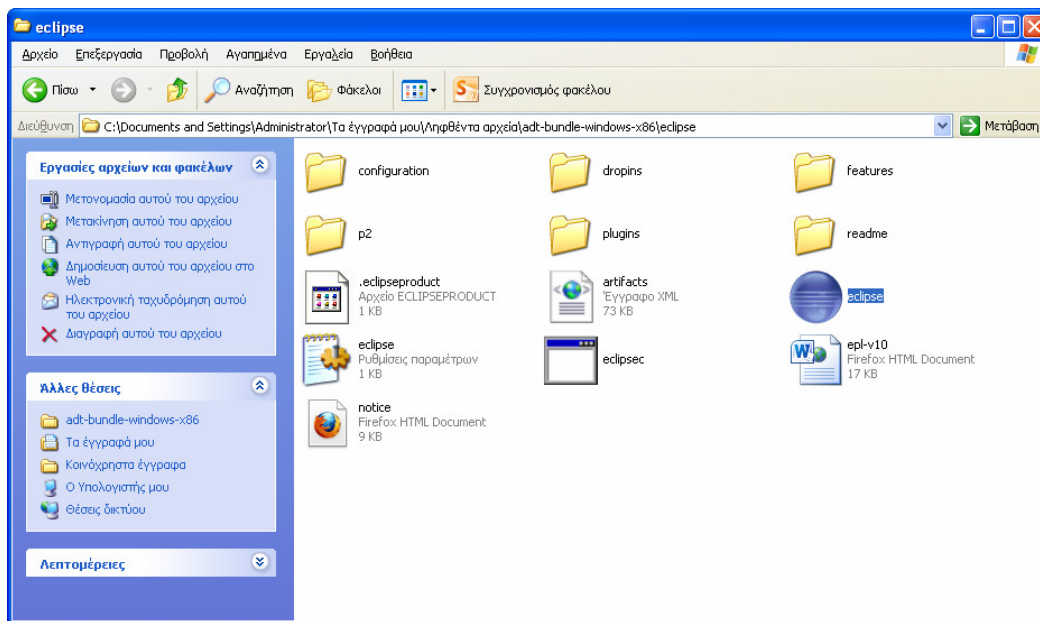 eclipse
Αρχείο Επεξεργασία Προβολή Αγαπημένα Εργαλεία Βοήθεια
Πίσω Αναζήτηση Φάκελοι Συγχρονισμός φακέλου
Διεύθυνση C:\Documents and Settings\Administrator\Τα έγγραφά μου\Ληφθέντα αρχεία\adt-bundle-windows-x86\eclipse Μετάβαση
Εργασίες αρχείων και φακέλων
Μετονομασία αυτού του αρχείου
Μετακίνηση αυτού του αρχείου
Αντιγραφή αυτού του αρχείου
Δημοσίευση αυτού του αρχείου στο
Web
Ηλεκτρονική ταχυδρόμηση αυτού
του αρχείου
Διαγραφή αυτού του αρχείου
Άλλες θέσεις
adt-bundle-windows-x86
Τα έγγραφά μου
Κοινόχρηστα έγγραφα
Ο Υπολογιστής μου
Θέσεις δικτύου
Λεπτομέρειες
configuration
dropins
features
p2
plugins
readme
.eclipseproduct
Αρχείο ECLIPSEPRODUCT
1 KB
artifacts
Έγγραφο XML
73 KB
eclipse
eclipse
Ρυθμίσεις παραμέτρων
1 KB
eclipsec
epl-v10
Firefox HTML Document
17 KB
notice
Firefox HTML Document
9 KB